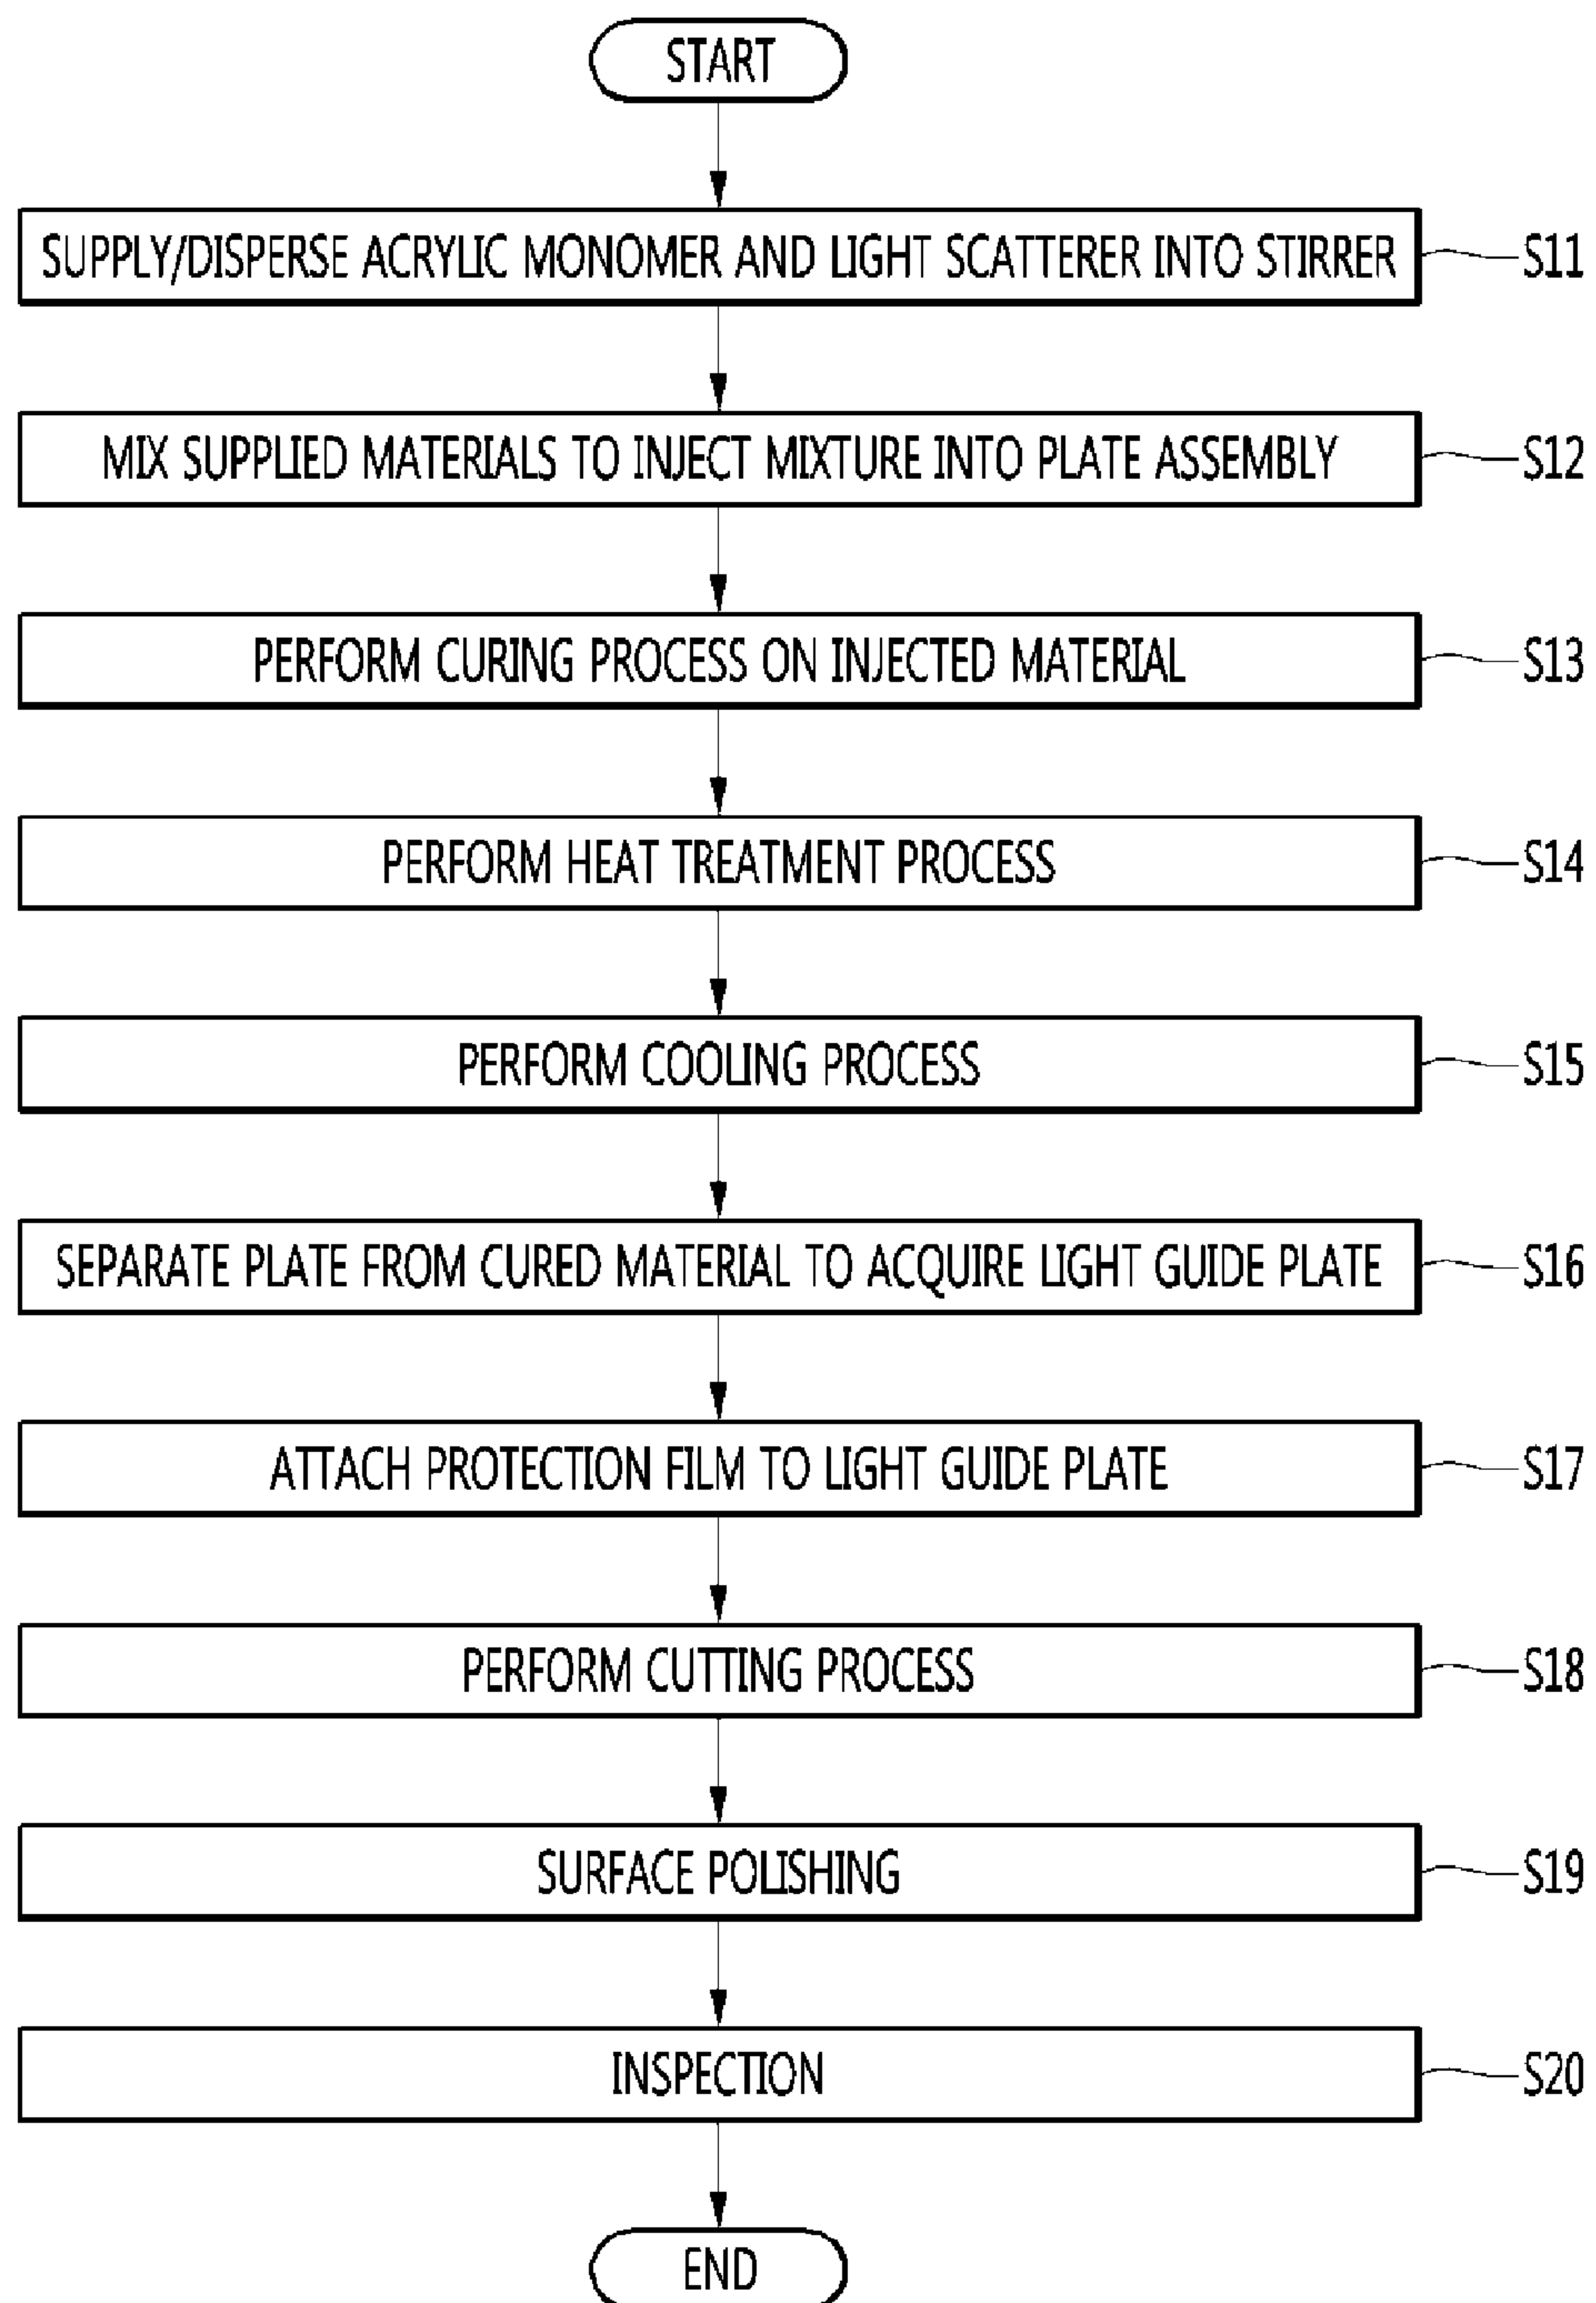 START
SUPPLY/DISPERSE ACRYLIC MONOMER AND LIGHT SCATTERER INTO STIRRER S11
MIX SUPPLIED MATERIALS TO INJECT MIXTURE INTO PLATE ASSEMBLY S12
PERFORM CURING PROCESS ON INJECTED MATERIAL S13
PERFORM HEAT TREATMENT PROCESS S14
PERFORM COOLING PROCESS S15
SEPARATE PLATE FROM CURED MATERIAL TO ACQUIRE LIGHT GUIDE PLATE S16
ATTACH PROTECTION FILM TO LIGHT GUIDE PLATE S17
PERFORM CUTTING PROCESS S18
SURFACE POLISHING S19
INSPECTION S20
END